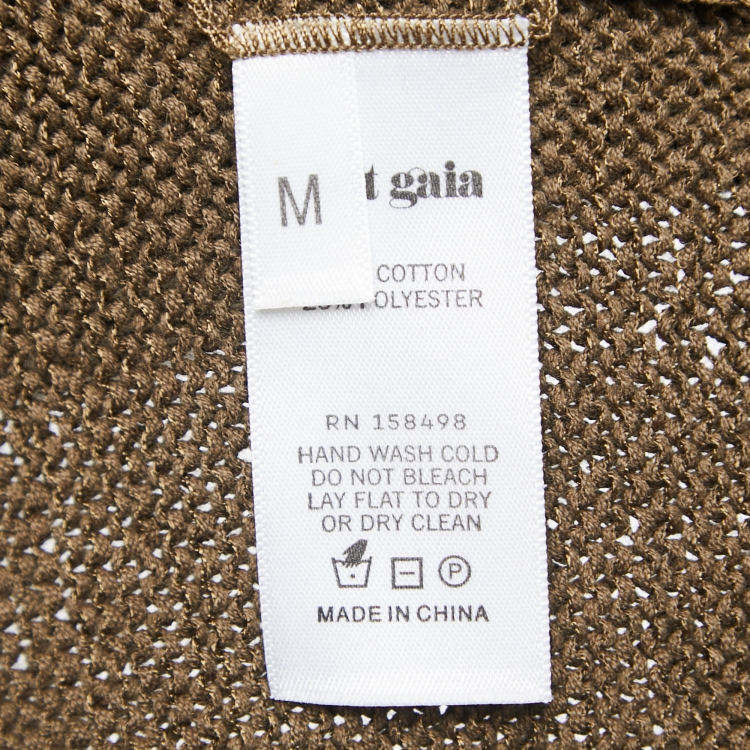 M
t gaia
COTTON
POLYESTER
RN 158498
HAND WASH COLD
DO NOT BLEACH
LAY FLAT TO DRY
OR DRY CLEAN
P
MADE IN CHINA